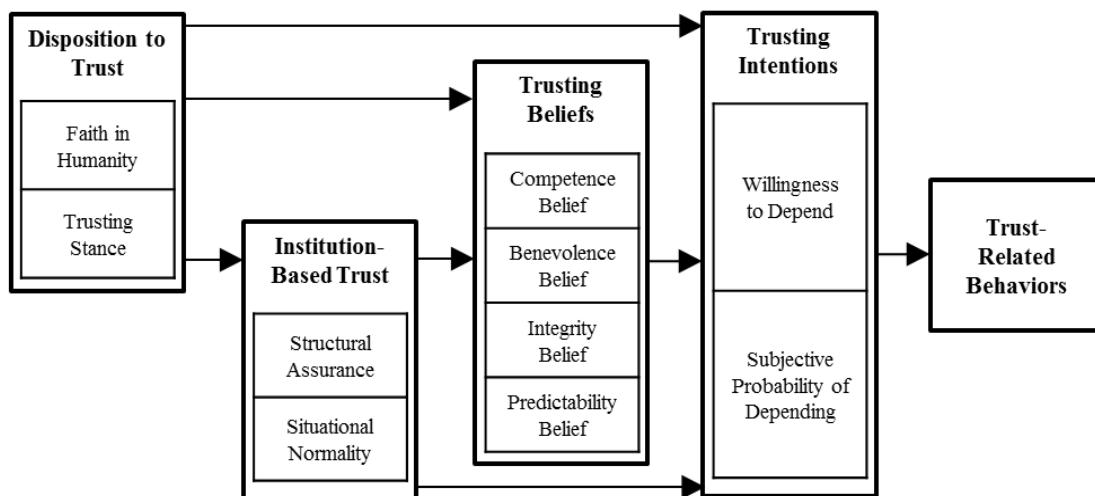 Disposition to
Trust
Faith in
Humanity
Trusting
Stance
Institution-
Based Trust
Structural
Assurance
Situational
Normality
Trusting
Beliefs
Competence
Belief
Benevolence
Belief
Integrity
Belief
Predictability
Belief
Trusting
Intentions
Willingness
to Depend
Subjective
Probability of
Depending
Trust-
Related
Behaviors